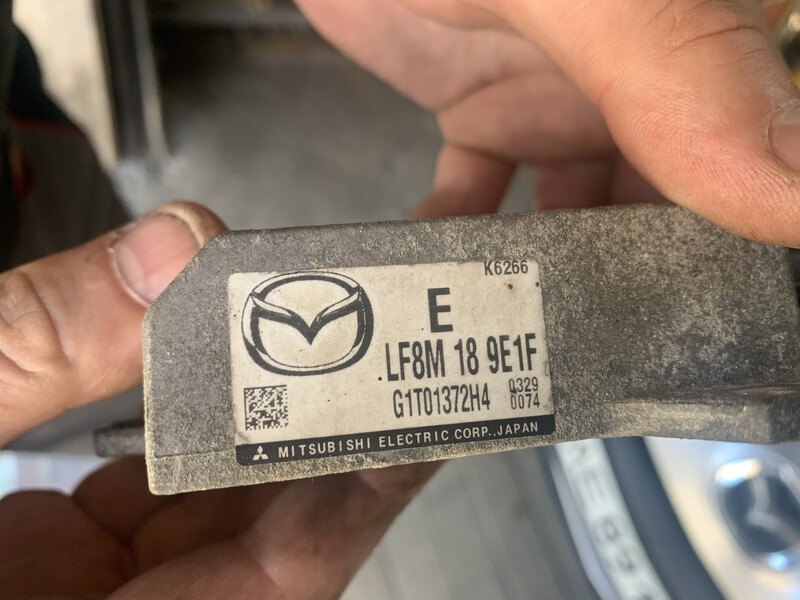 K6266
E
LF8M 18 9E1F
G1T01372H4
0329
0074
MITSUBISHI ELECTRIC CORP.,JAPAN